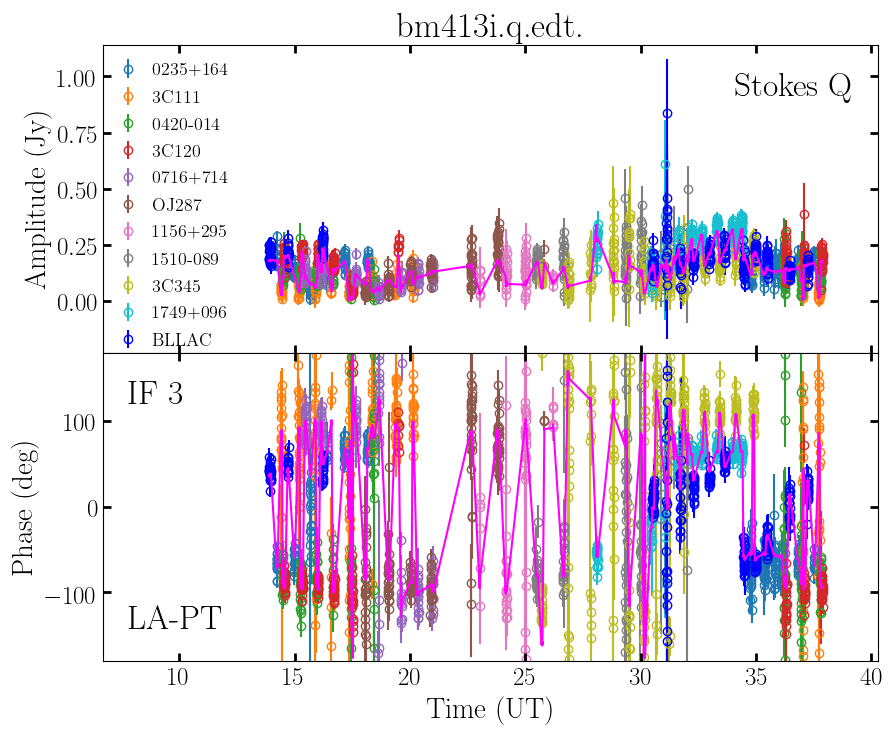 bm413i.q.edt.
Stokes Q
0235+164
3C111
0420-014
3C120
0716+714
OJ287
1156+295
1510-089
3C345
1749+096
BLLAC
Amplitude (Jy)
1.00
0.75
0.50
0.25
0.00
IF 3
LA-PT
Phase (deg)
100
0
−100
10 15 20 25 30 35 40
Time (UT)